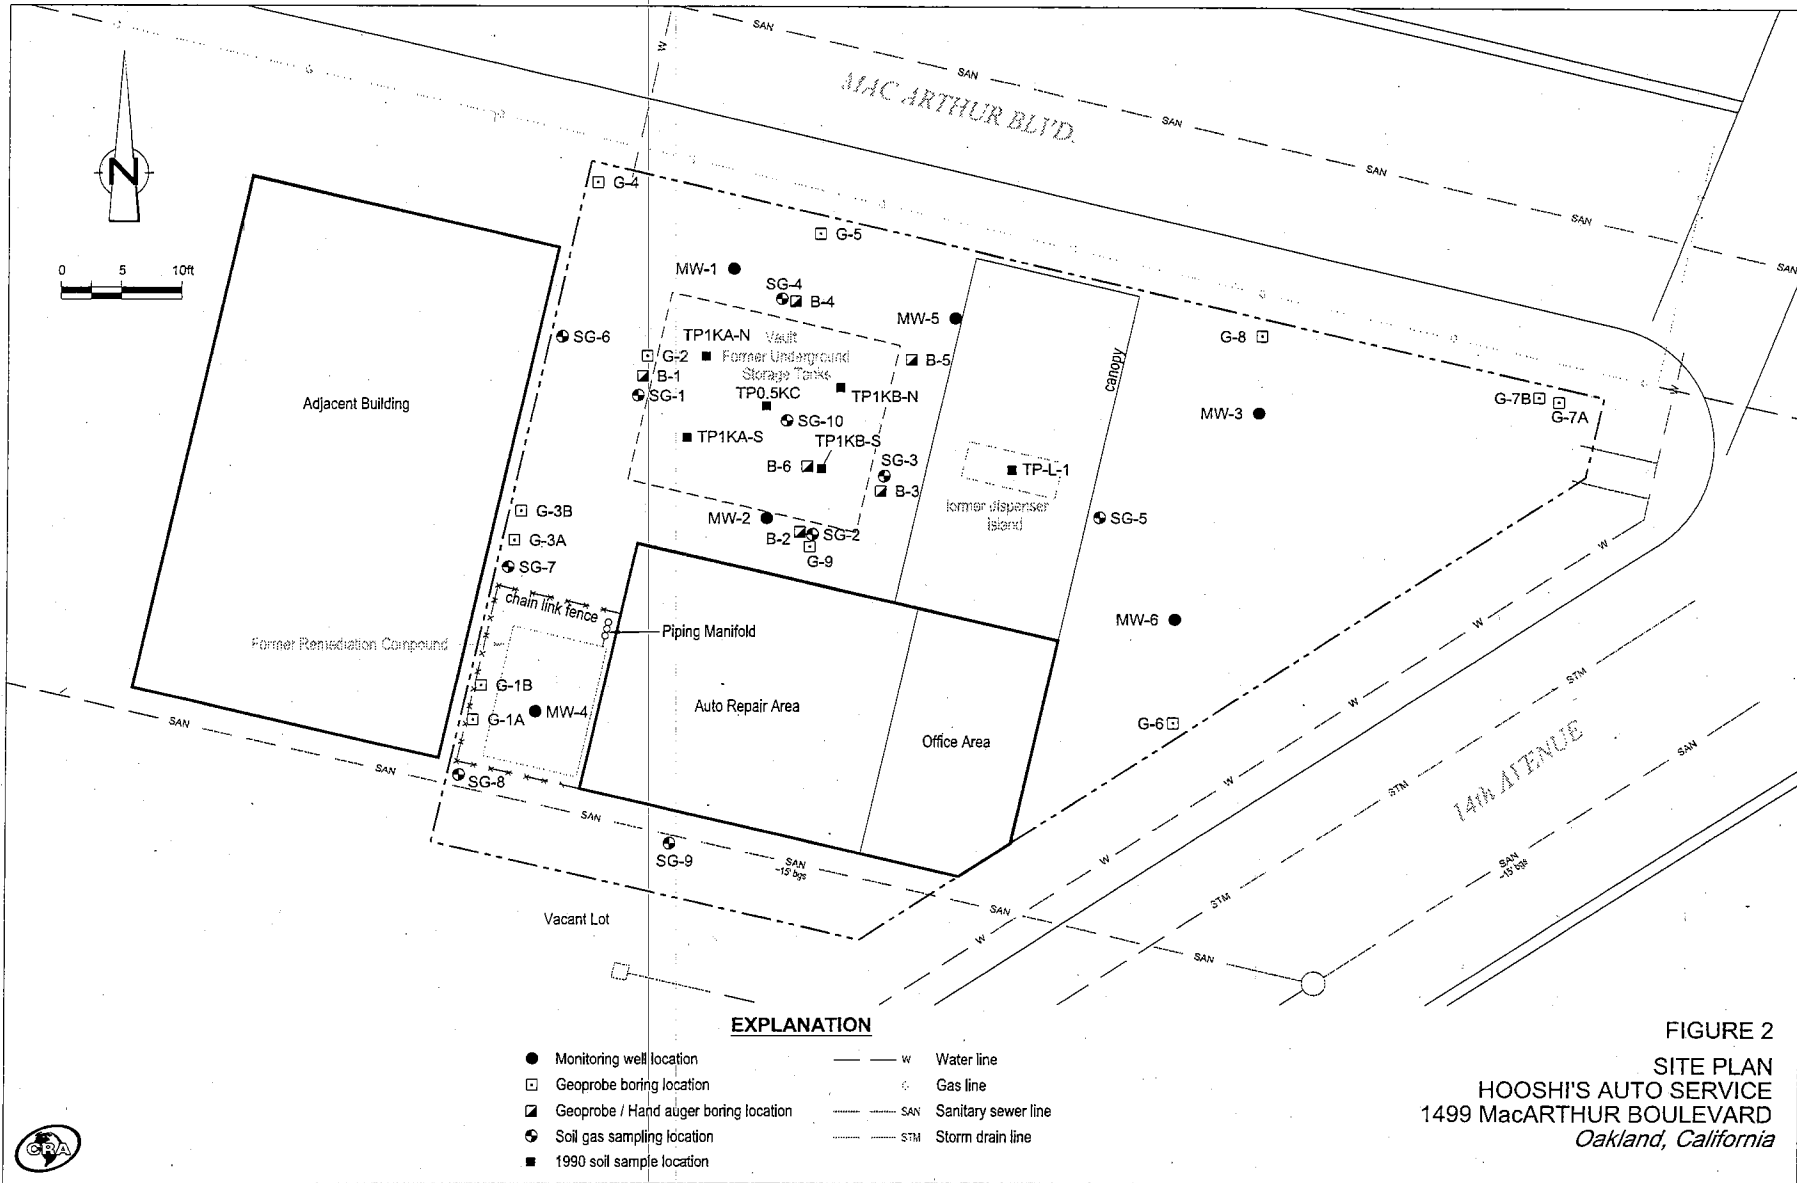 SAN
SAN
SAN
SAN
SAN
SAN
W
G
G
G
G
G
G
G
MAC ARTHUR BLVD.
N
0 5 10ft
G-4
G-5
MW-1
SG-4
B-4
MW-5
G-8
SG-6
TP1KA-N
Vault
Former Underground
Storage Tanks
G-2
B-1
SG-1
B-5
canopy
TP0.5KC
TP1KB-N
SG-10
TP1KA-S
TP1KB-S
B-6
SG-3
B-3
MW-3
G-7B
G-7A
W
Adjacent Building
TP-L-1
former dispenser
island
SG-5
G-3B
G-3A
SG-7
MW-2
B-2
SG-2
G-9
chain link fence
Piping Manifold
Former Remediation Compound
MW-6
G-1B
G-1A
MW-4
Auto Repair Area
Office Area
G-6
W
W
W
W
W
W
STM
STM
STM
14th AVENUE
SAN
SAN
~15' bgs
SAN
SAN
SG-8
SAN
SG-9
SAN
~15' bgs
SAN
SAN
Vacant Lot
EXPLANATION
Monitoring well location
Geoprobe boring location
Geoprobe / Hand auger boring location
Soil gas sampling location
1990 soil sample location
W Water line
G Gas line
SAN Sanitary sewer line
STM Storm drain line
FIGURE 2
SITE PLAN
HOOSHI'S AUTO SERVICE
1499 MacARTHUR BOULEVARD
Oakland, California
CRA